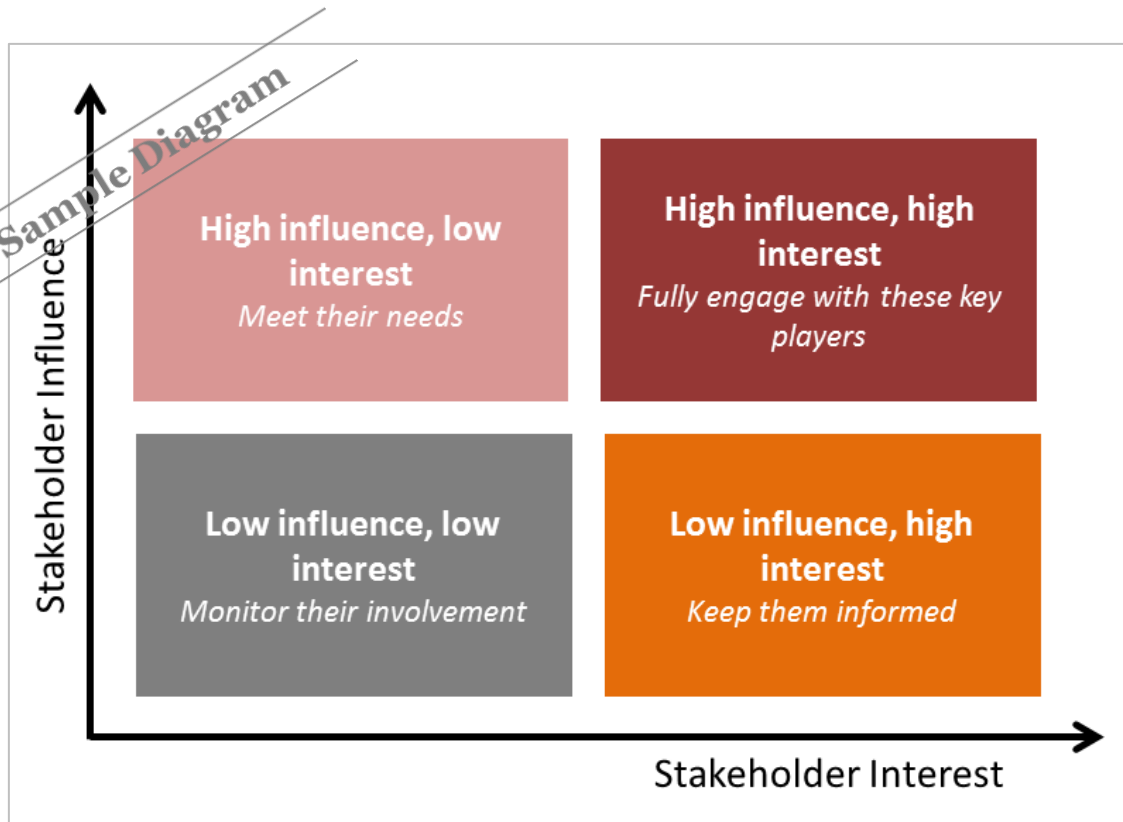 Sample Diagram
Stakeholder Influence
High influence, low
interest
Meet their needs
High influence, high
interest
Fully engage with these key
players
Low influence, low
interest
Monitor their involvement
Low influence, high
interest
Keep them informed
Stakeholder Interest